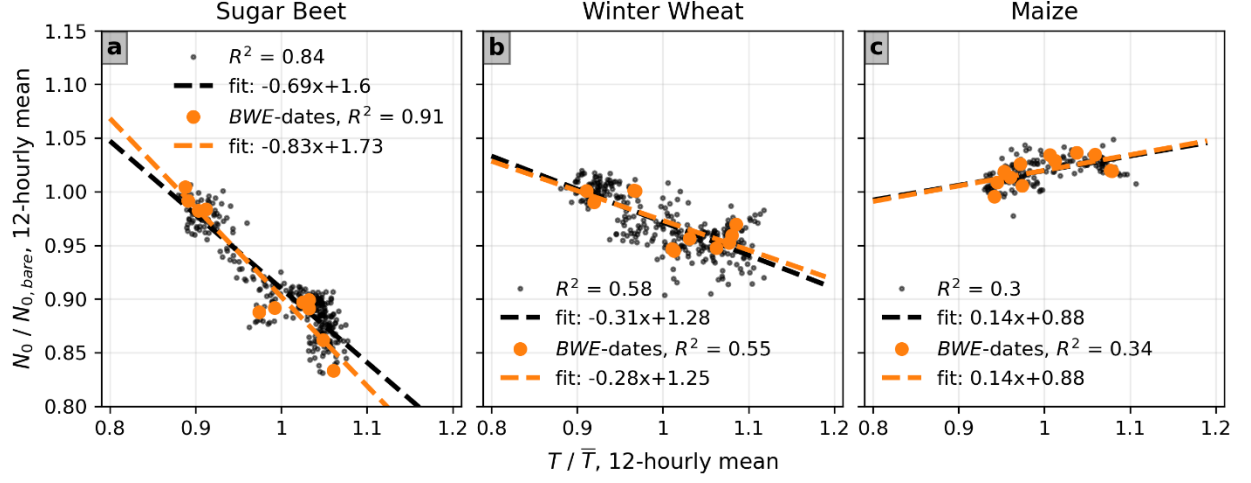 Sugar Beet
a
R² = 0.84
fit: -0.69x+1.6
BWE-dates, R² = 0.91
fit: -0.83x+1.73
Winter Wheat
b
R² = 0.58
fit: -0.31x+1.28
BWE-dates, R² = 0.55
fit: -0.28x+1.25
Maize
c
R² = 0.3
fit: 0.14x+0.88
BWE-dates, R² = 0.34
fit: 0.14x+0.88
N₀ / N₀,bare, 12-hourly mean
1.15
1.10
1.05
1.00
0.95
0.90
0.85
0.80
0.8 0.9 1 1.1 1.2
0.8 0.9 1 1.1 1.2
0.8 0.9 1 1.1 1.2
T / T̅, 12-hourly mean